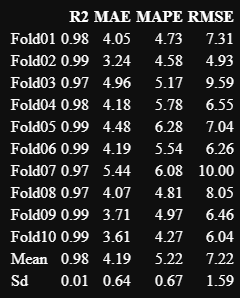 R2 MAE MAPE RMSE
Fold01 0.98 4.05 4.73 7.31
Fold02 0.99 3.24 4.58 4.93
Fold03 0.97 4.96 5.17 9.59
Fold04 0.98 4.18 5.78 6.55
Fold05 0.99 4.48 6.28 7.04
Fold06 0.99 4.19 5.54 6.26
Fold07 0.97 5.44 6.08 10.00
Fold08 0.97 4.07 4.81 8.05
Fold09 0.99 3.71 4.97 6.46
Fold10 0.99 3.61 4.27 6.04
Mean 0.98 4.19 5.22 7.22
Sd 0.01 0.64 0.67 1.59